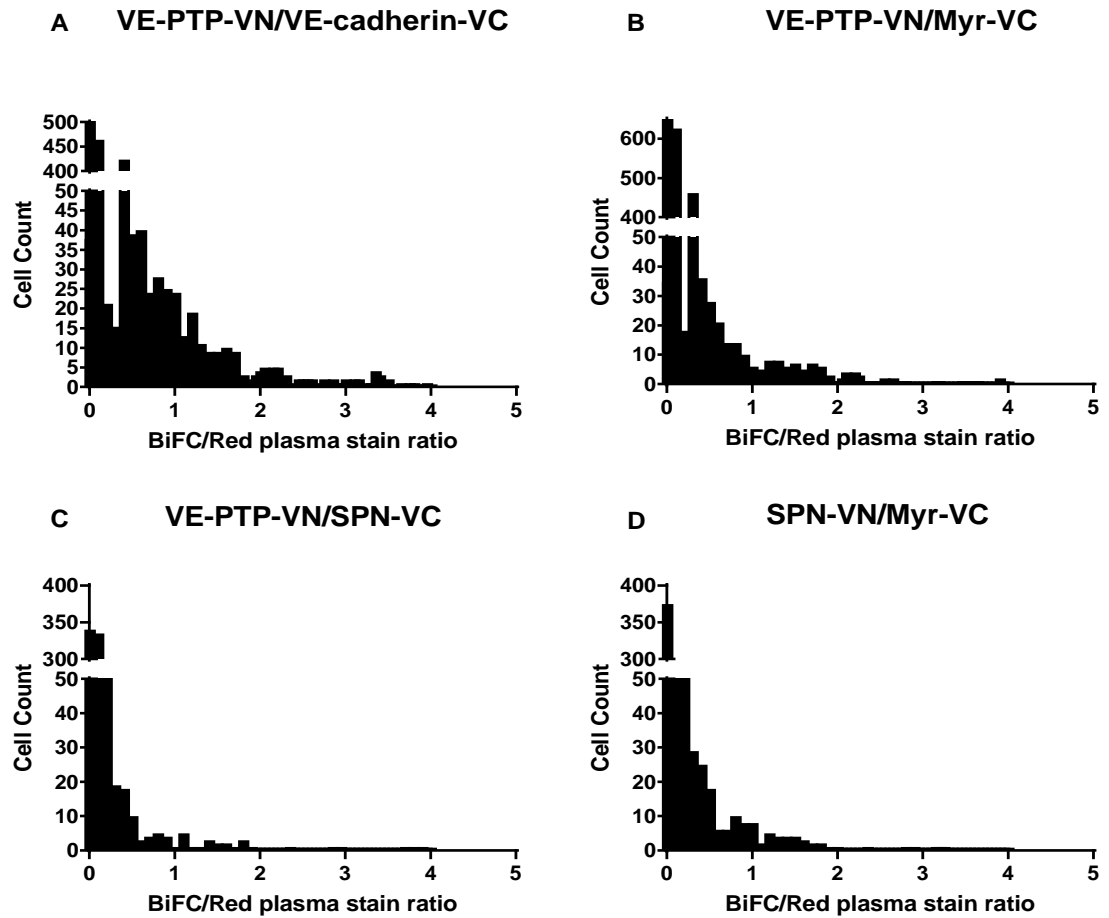 A VE-PTP-VN/VE-cadherin-VC
500
450
400
50
45
40
35
30
25
20
15
10
5
0
Cell Count
0 1 2 3 4 5
BiFC/Red plasma stain ratio
B VE-PTP-VN/Myr-VC
600
500
400
50
40
30
20
10
0
Cell Count
0 1 2 3 4 5
BiFC/Red plasma stain ratio
C VE-PTP-VN/SPN-VC
400
350
300
50
40
30
20
10
0
Cell Count
0 1 2 3 4 5
BiFC/Red plasma stain ratio
D SPN-VN/Myr-VC
400
350
300
50
40
30
20
10
0
Cell Count
0 1 2 3 4 5
BiFC/Red plasma stain ratio